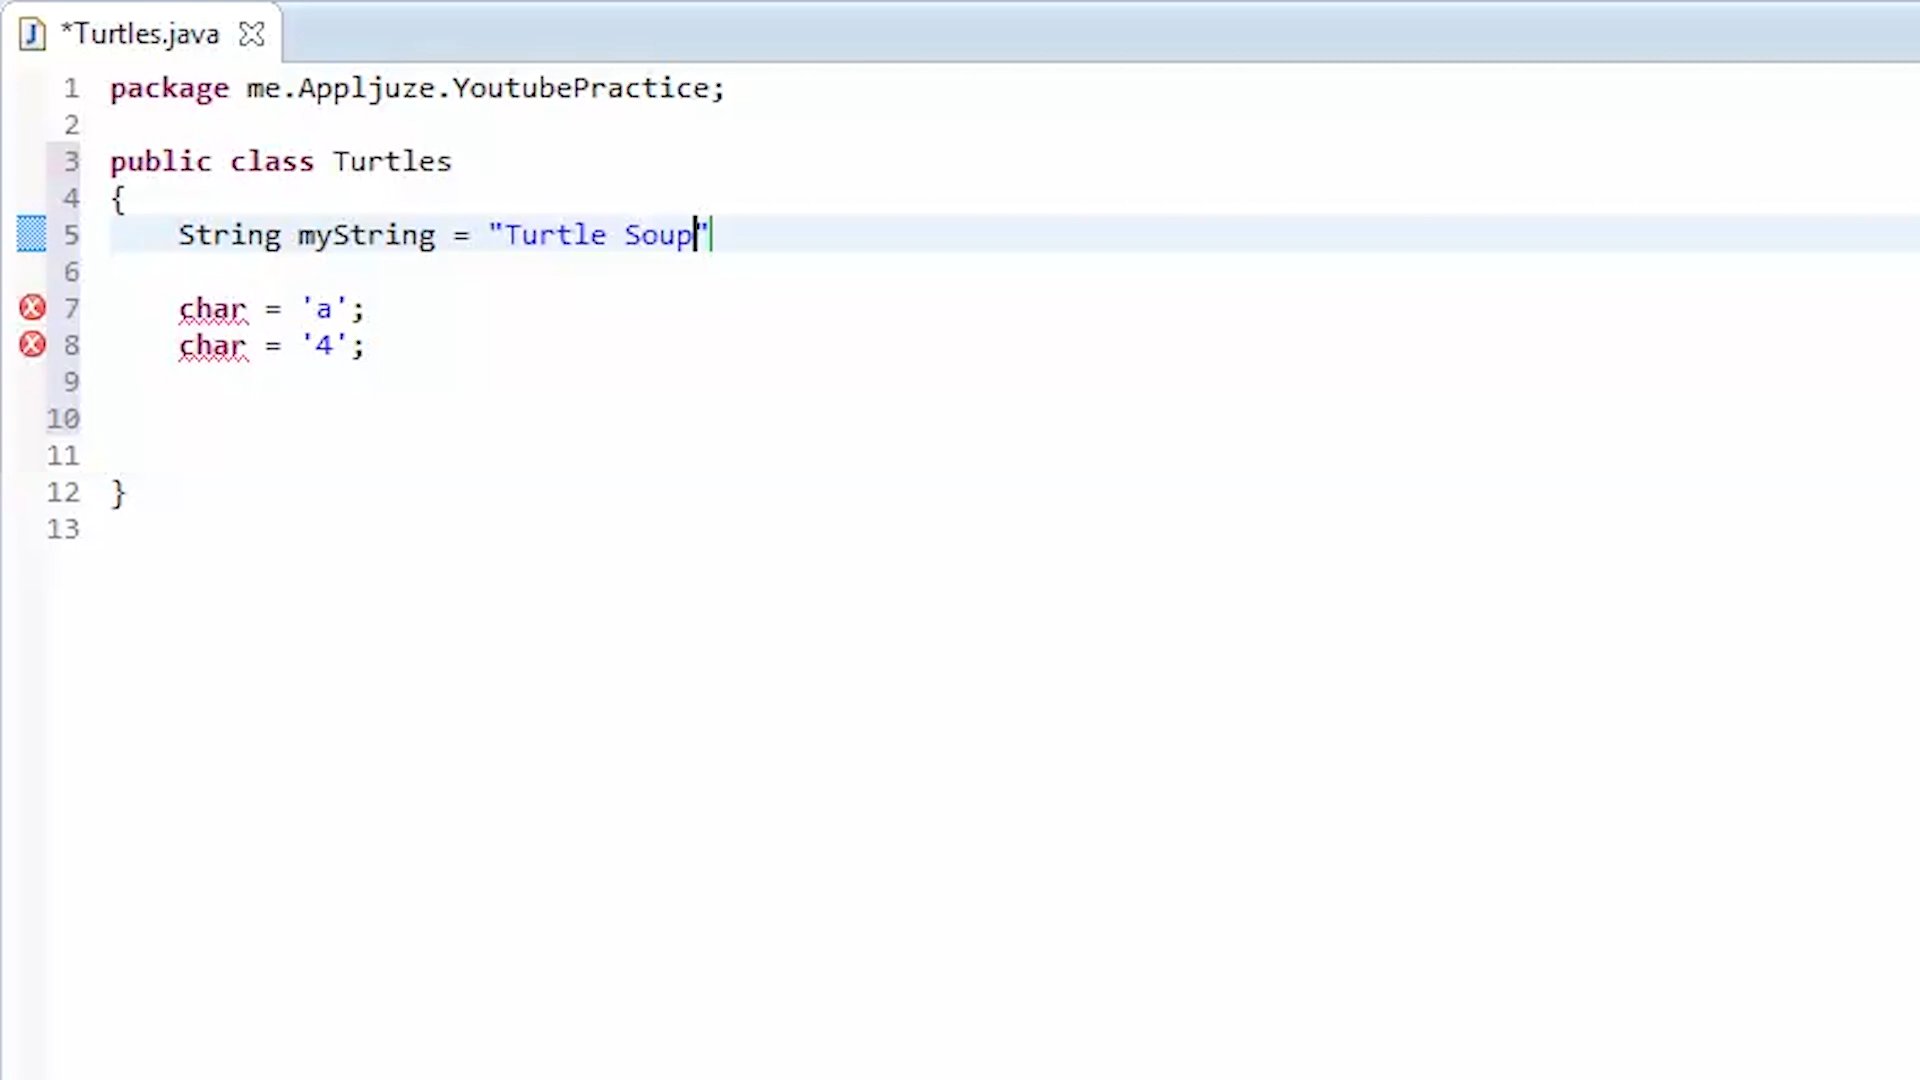 *Turtles.java
1 package me.Appljuze.YoutubePractice;
2
3 public class Turtles
4 {
5 String myString = "Turtle Soup"
6
7 char = 'a';
8 char = '4';
9
10
11
12 }
13